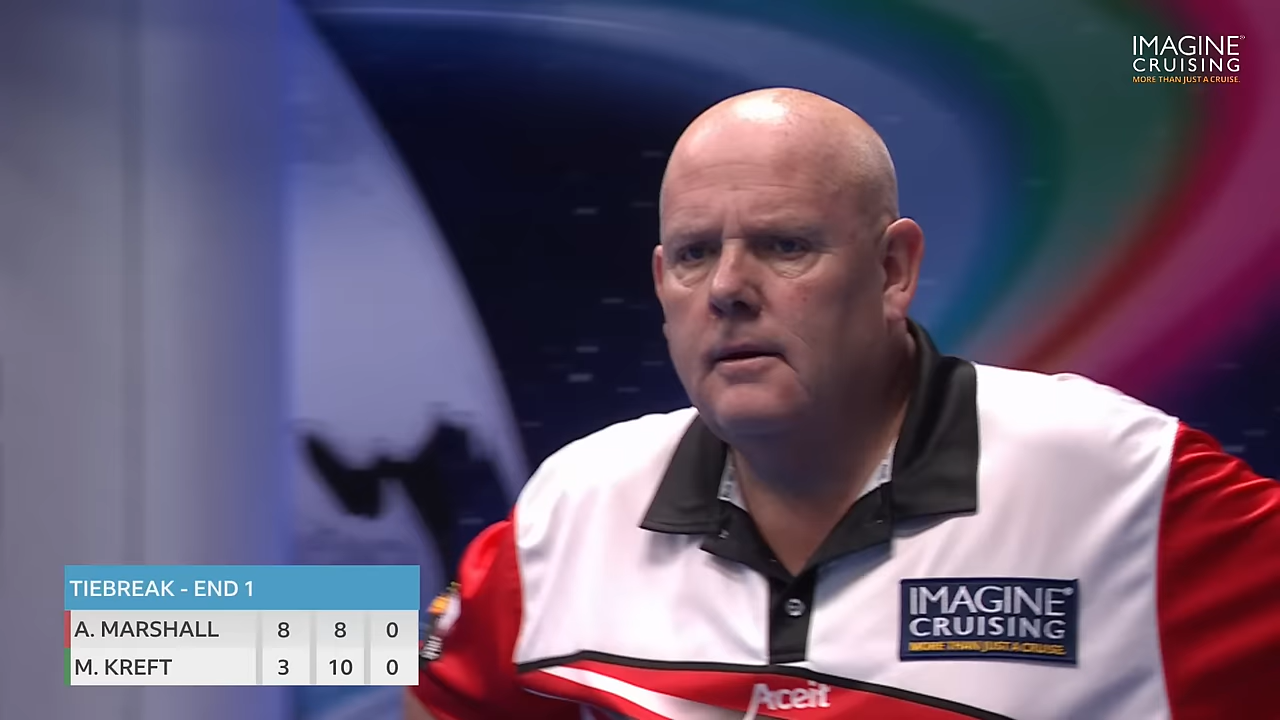 IMAGINE
CRUISING
MORE THAN JUST A CRUISE.
TIEBREAK - END 1
A. MARSHALL 8 8 0
M. KREFT 3 10 0
IMAGINE
CRUISING
MORE THAN JUST A CRUISE.
Aceit